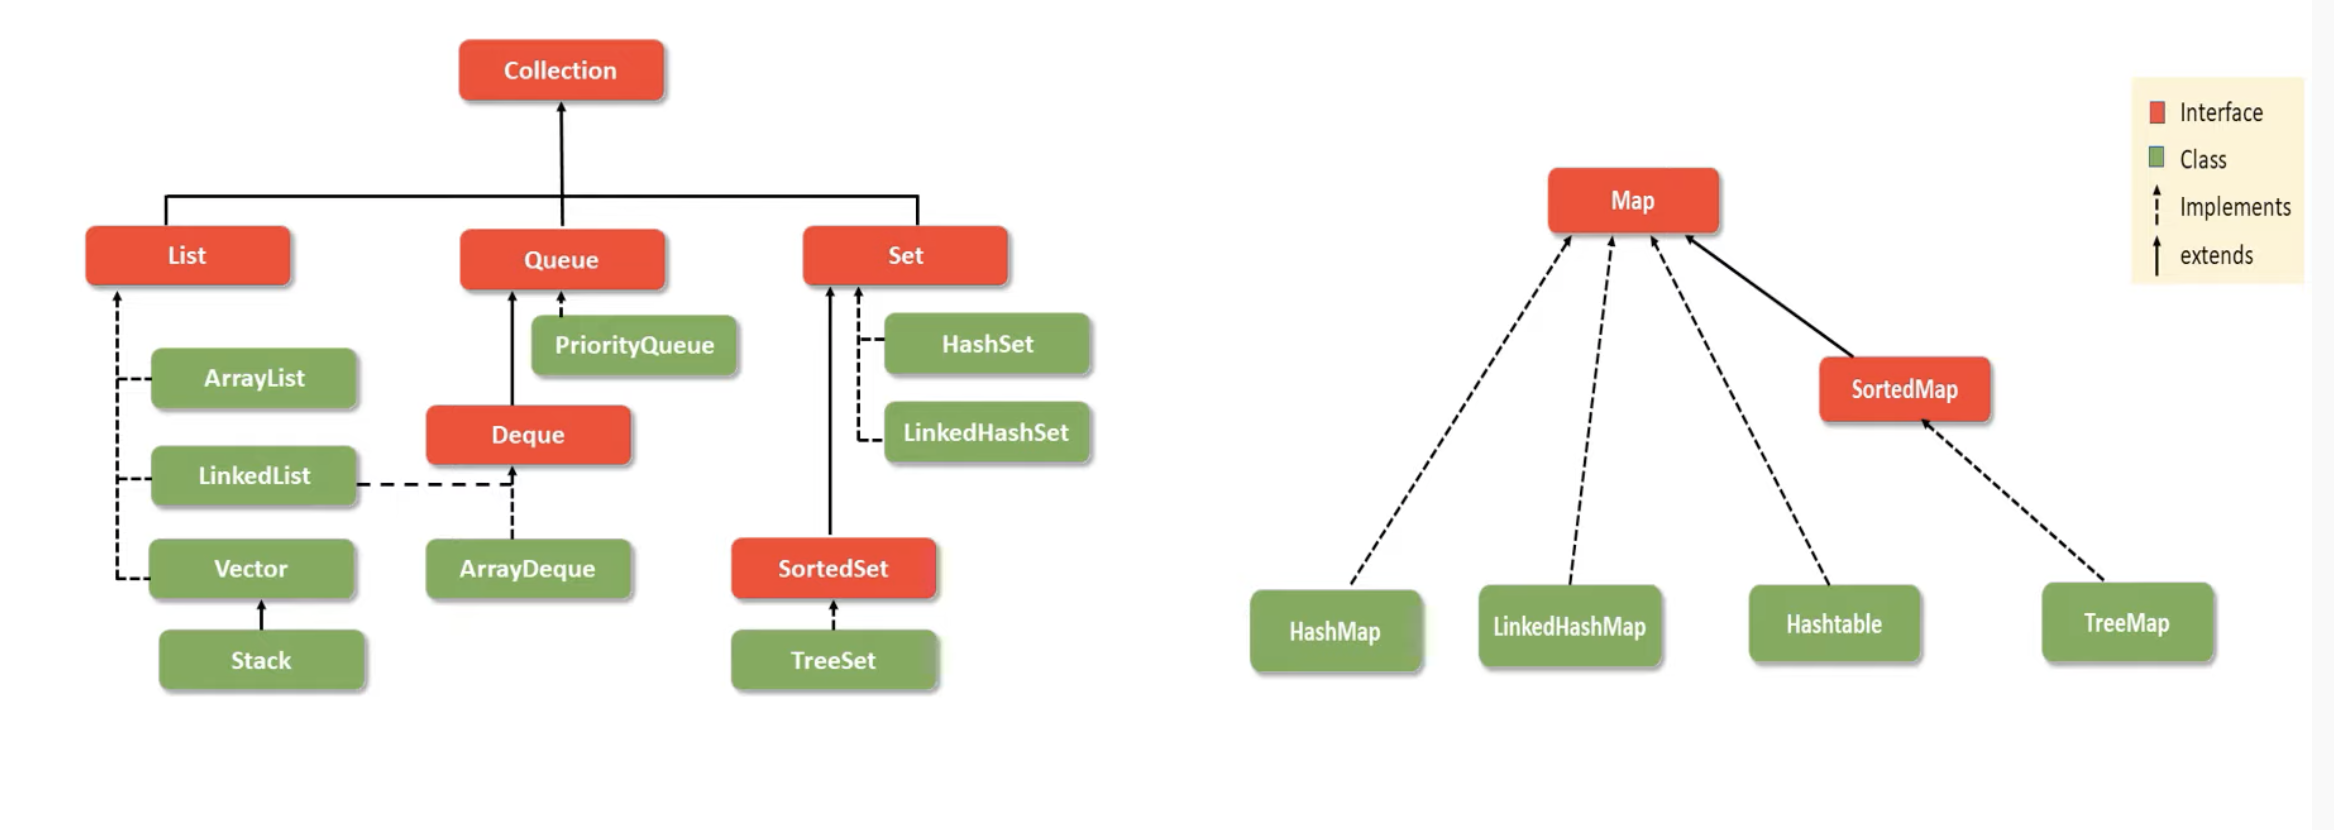 Collection
List
Queue
Set
ArrayList
LinkedList
Vector
Stack
PriorityQueue
Deque
ArrayDeque
HashSet
LinkedHashSet
SortedSet
TreeSet
Map
SortedMap
HashMap
LinkedHashMap
Hashtable
TreeMap
Interface
Class
Implements
extends